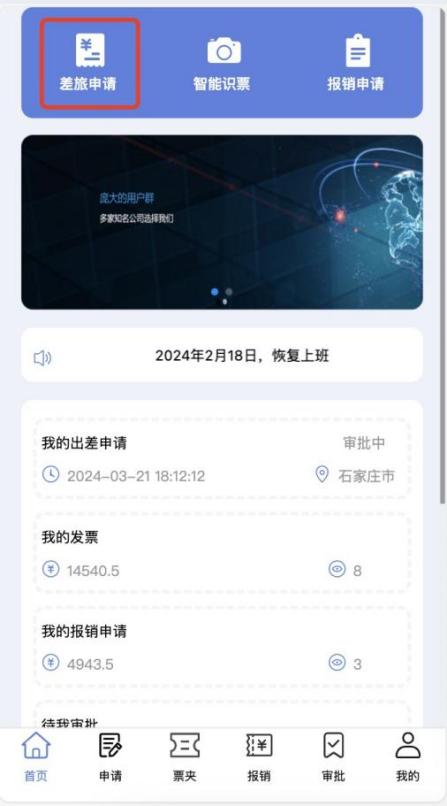 差旅申请 智能识票 报销申请
庞大的用户群
多家知名公司选择我们
2024年2月18日，恢复上班
我的出差申请 审批中
2024-03-21 18:12:12 石家庄市
我的发票
14540.5 8
我的报销申请
4943.5 3
待我审批
首页 申请 票夹 报销 审批 我的